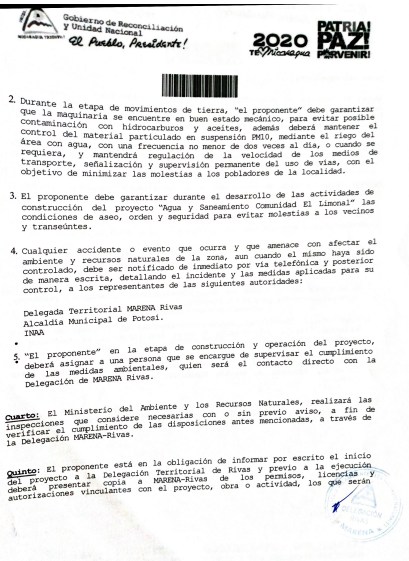 Gobierno de Reconciliación
y Unidad Nacional
El Pueblo, Presidente!
2020
PATRIA!
PAZ!
PORVENIR!
2. Durante la etapa de movimientos de tierra, "el proponente" debe garantizar
que la maquinaria se encuentre en buen estado mecánico, para evitar posible
contaminación con hidrocarburos y aceites, además deberá mantener el
control del material particulado en suspensión PM10, mediante el riego del
área con agua, con una frecuencia no menor de dos veces al día, o cuando se
requiera, y mantendrá regulación de la velocidad de los medios de
transporte, señalización y supervisión permanente del uso de vías, con el
objetivo de minimizar las molestias a los pobladores de la localidad.
3. El proponente debe garantizar durante el desarrollo de las actividades de
construcción del proyecto "Agua y Saneamiento Comunidad El Limonal" las
condiciones de aseo, orden y seguridad para evitar molestias a los vecinos
y transeúntes.
4. Cualquier accidente o evento que ocurra y que amenace con afectar el
ambiente y recursos naturales de la zona, aun cuando el mismo haya sido
controlado, debe ser notificado de inmediato por vía telefónica y posterior
de manera escrita, detallando el incidente y las medidas aplicadas para su
control, a los representantes de las siguientes autoridades:
Delegada Territorial MARENA Rivas
Alcaldía Municipal de Potosí.
INAA
5. "El proponente" en la etapa de construcción y operación del proyecto,
deberá asignar a una persona que se encargue de supervisar el cumplimiento
de las medidas ambientales, quien será el contacto directo con la
Delegación de MARENA Rivas.
Cuarto: El Ministerio del Ambiente y los Recursos Naturales, realizará las
inspecciones que considere necesarias con o sin previo aviso, a fin de
verificar el cumplimiento de las disposiciones antes mencionadas, a través de
la Delegación MARENA-Rivas.
Quinto: El proponente está en la obligación de informar por escrito el inicio
del proyecto a la Delegación Territorial de Rivas y previo a la ejecución
deberá presentar copia a MARENA-Rivas de los permisos, licencias y
autorizaciones vinculantes con el proyecto, obra o actividad, los que serán